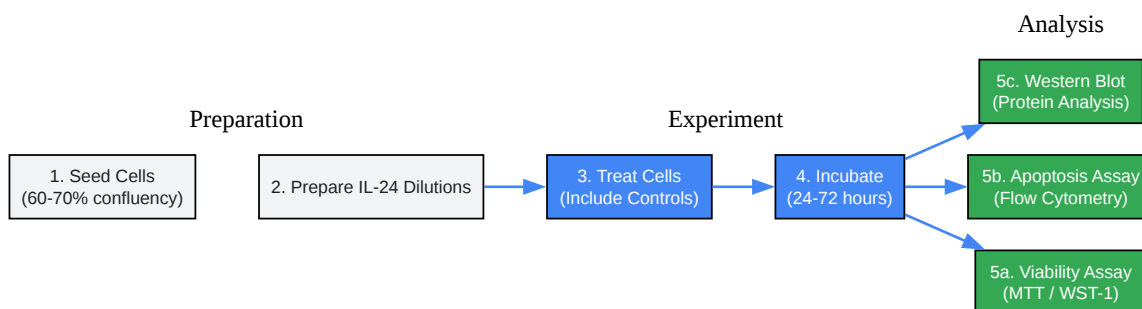 Preparation
1. Seed Cells
(60-70% confluency)
2. Prepare IL-24 Dilutions
Experiment
3. Treat Cells
(Include Controls)
4. Incubate
(24-72 hours)
Analysis
5c. Western Blot
(Protein Analysis)
5b. Apoptosis Assay
(Flow Cytometry)
5a. Viability Assay
(MTT / WST-1)